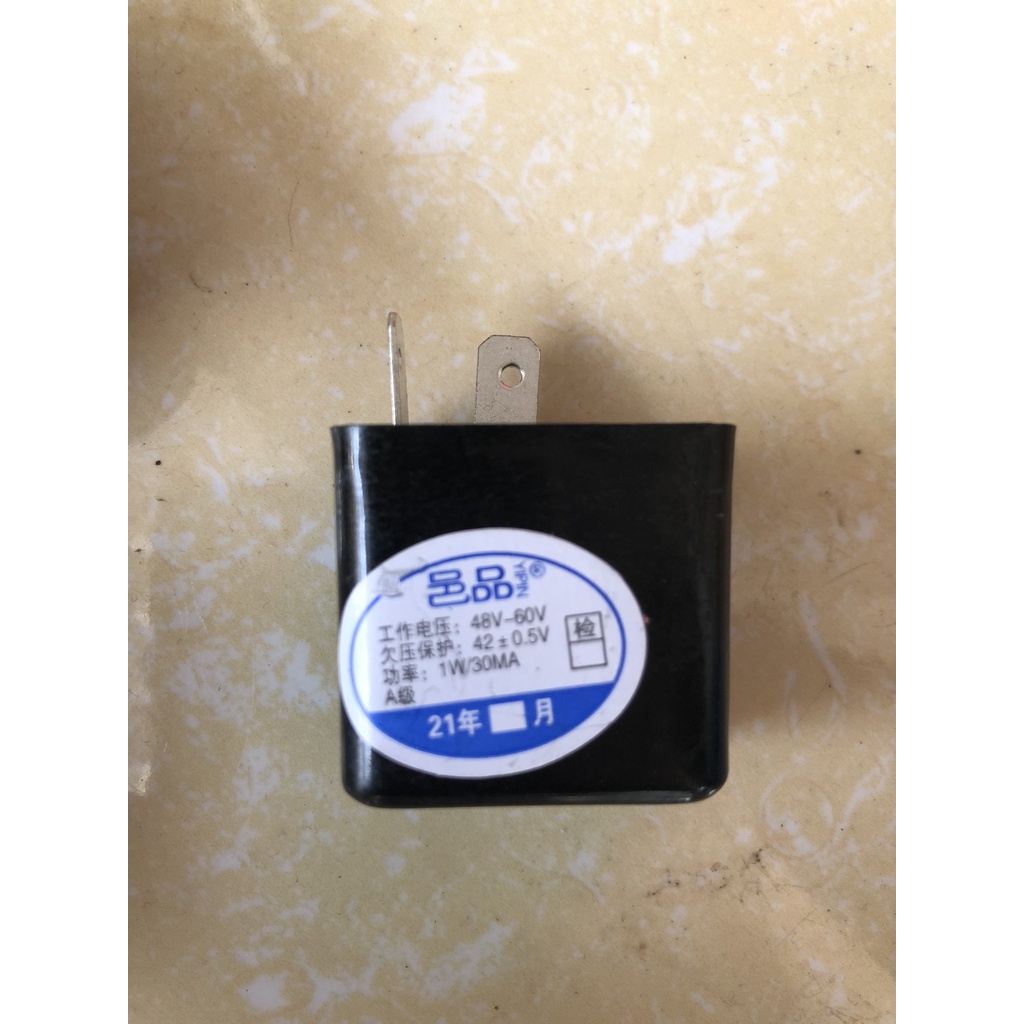 邑品 YIPIN®
工作电压：48V-60V
欠压保护：42±0.5V
功率：1W/30MA
A级
检
21年 月